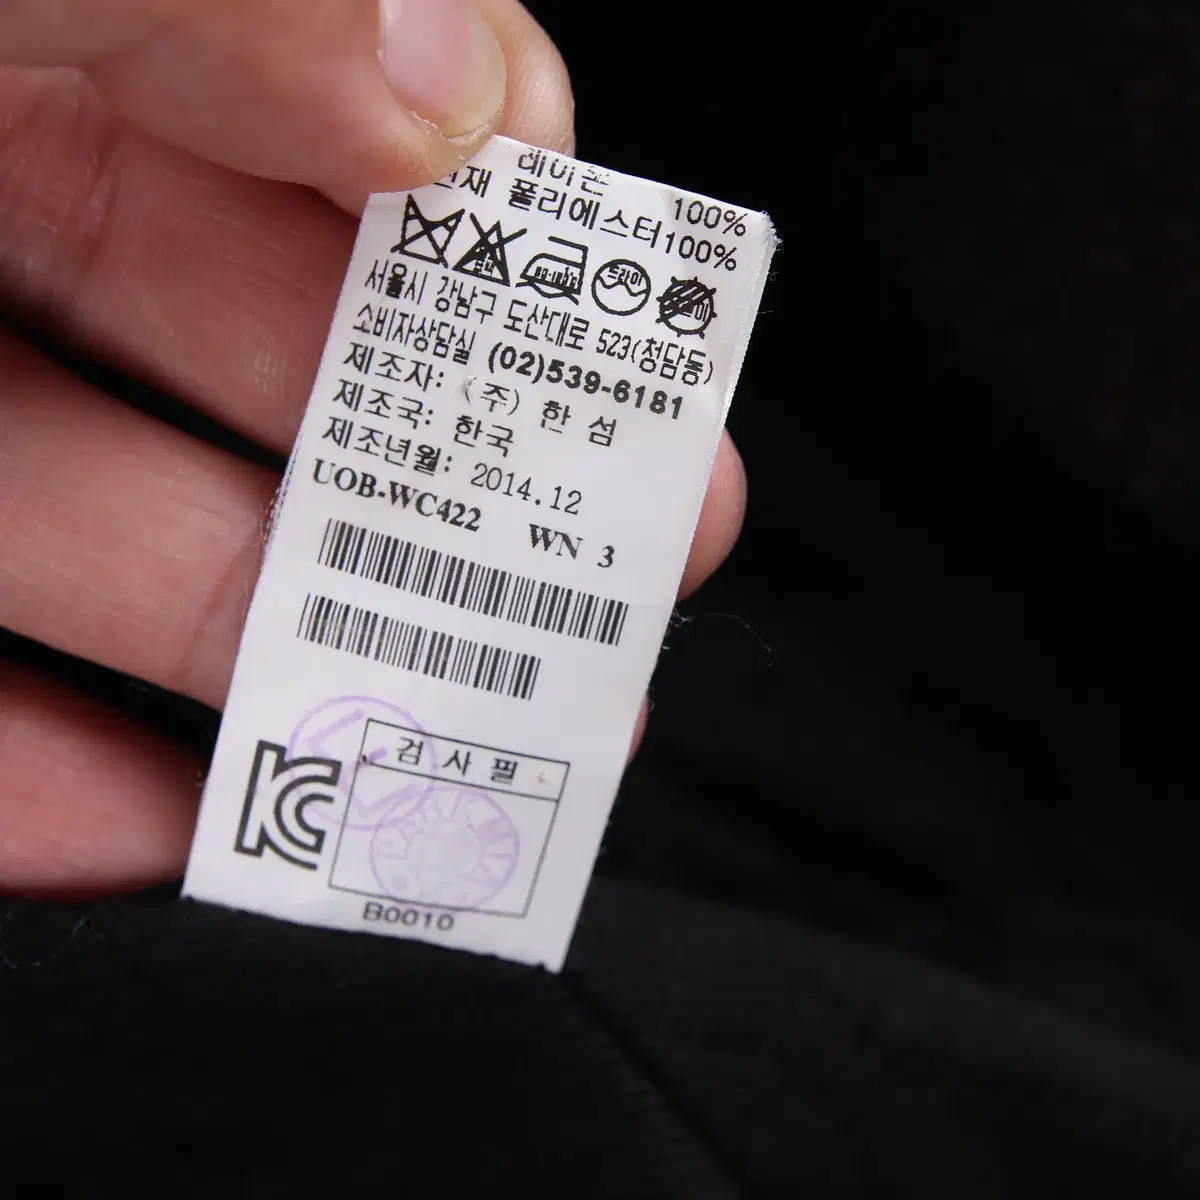 레이온 100%
폴리에스터100%
드라이
서울시 강남구 도산대로 523(청담동)
소비자상담실 (02)539-6181
제조자: (주) 한 섬
제조국: 한국
제조년월: 2014.12
UOB-WC422 WN 3
검 사 필
B0010